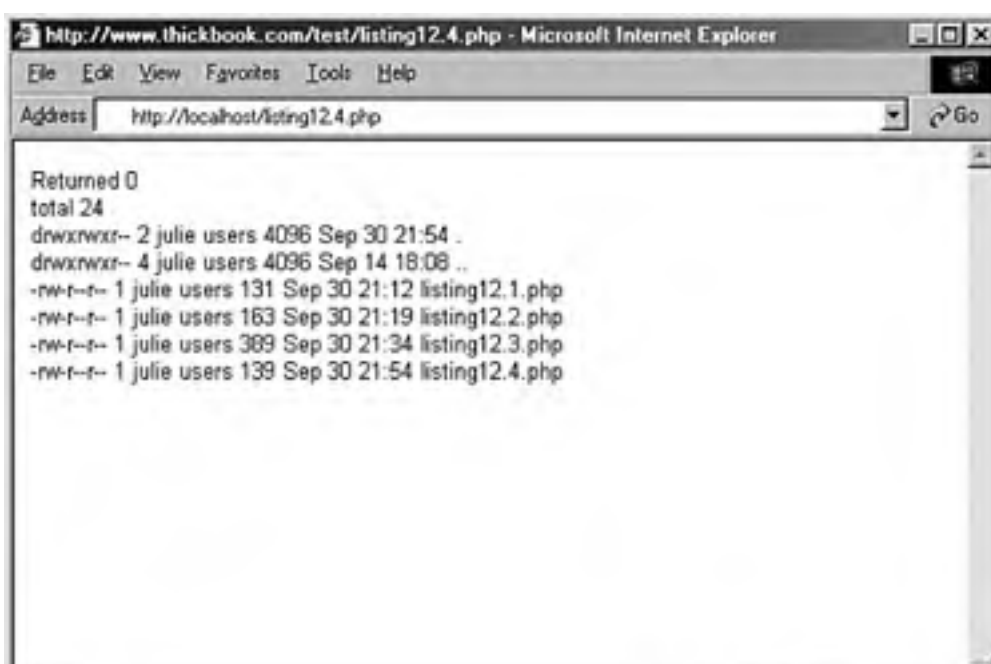 http://www.thickbook.com/test/listing12.4.php - Microsoft Internet Explorer
File Edit View Favorites Tools Help
Address http://localhost/listing12.4.php Go
Returned 0
total 24
drwxrwxr-- 2 julie users 4096 Sep 30 21:54 .
drwxrwxr-- 4 julie users 4096 Sep 14 18:08 ..
-rw-r--r-- 1 julie users 131 Sep 30 21:12 listing12.1.php
-rw-r--r-- 1 julie users 163 Sep 30 21:19 listing12.2.php
-rw-r--r-- 1 julie users 389 Sep 30 21:34 listing12.3.php
-rw-r--r-- 1 julie users 139 Sep 30 21:54 listing12.4.php